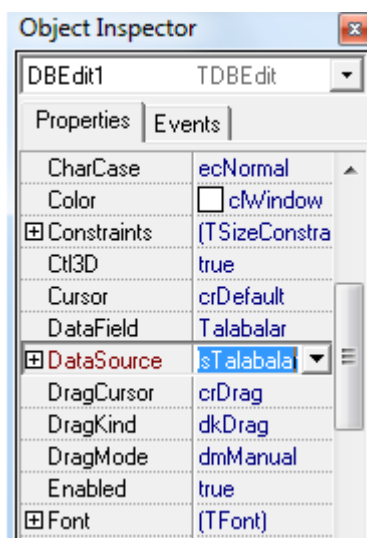 Object Inspector
DBEdit1 TDBEdit
Properties Events
CharCase ecNormal
Color clWindow
Constraints (TSizeConstra
Ctl3D true
Cursor crDefault
DataField Talabalar
DataSource sTalabalar
DragCursor crDrag
DragKind dkDrag
DragMode dmManual
Enabled true
Font (TFont)